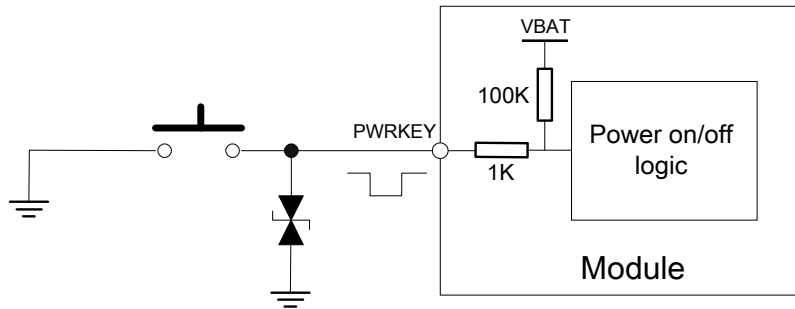 VBAT
100K
PWRKEY
1K
Power on/off
logic
Module